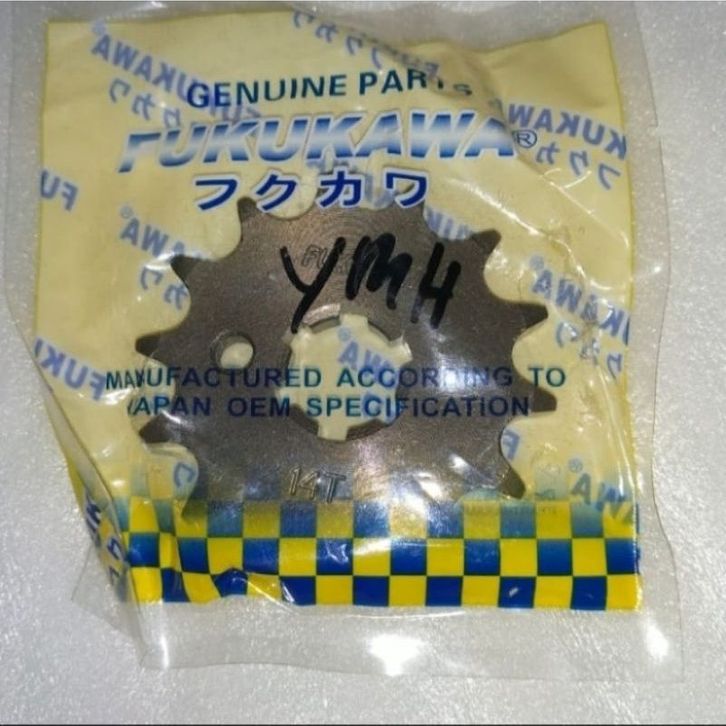 GENUINE PARTS
FUKUKAWA®
フクカワ
YMH
MANUFACTURED ACCORDING TO
JAPAN OEM SPECIFICATION
14T